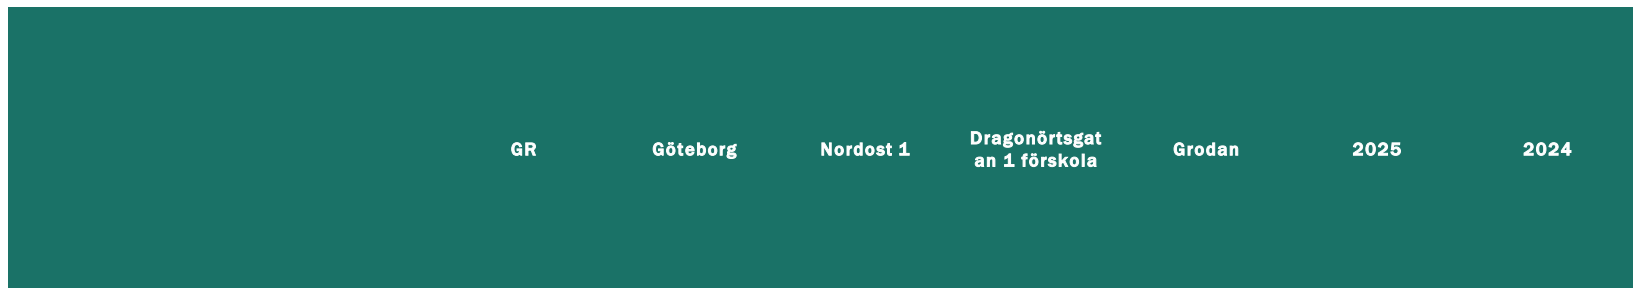 GR
Göteborg
Nordost 1
Dragonörtsgat
an 1 förskola
Grodan
2025
2024